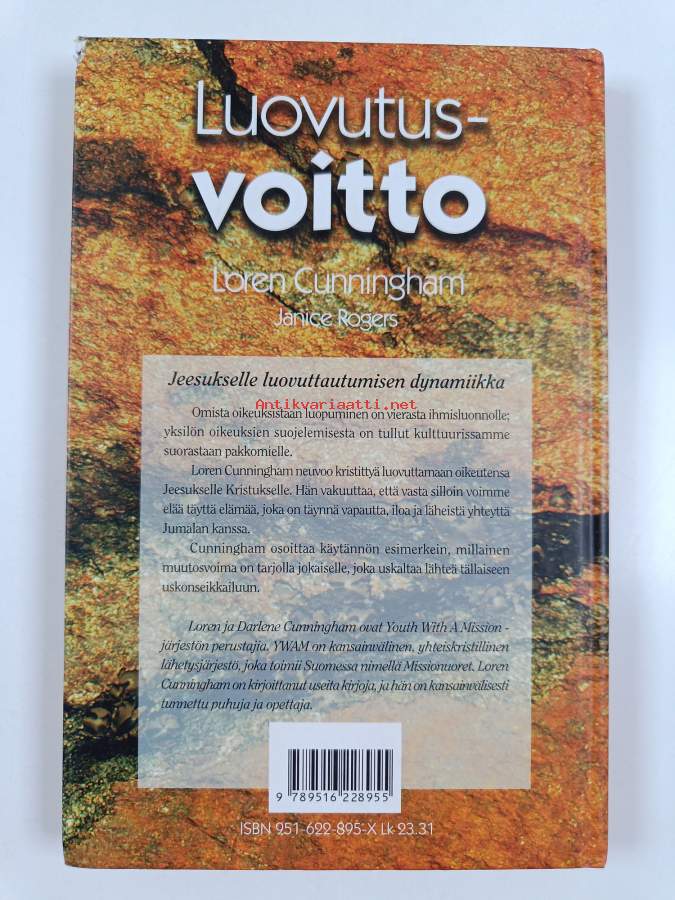 Luovutus-
voitto
Loren Cunningham
Janice Rogers
Jeesukselle luovuttautumisen dynamiikka
Antikvariaatti.net
Omista oikeuksistaan luopuminen on vierasta ihmisluonnolle;
yksilön oikeuksien suojelemisesta on tullut kulttuurissamme
suorastaan pakkomielle.
Loren Cunningham neuvoo kristittyä luovuttamaan oikeutensa
Jeesukselle Kristukselle. Hän vakuuttaa, että vasta silloin voimme
elää täyttä elämää, joka on täynnä vapautta, iloa ja läheistä yhteyttä
Jumalan kanssa.
Cunningham osoittaa käytännön esimerkein, millainen
muutosvoima on tarjolla jokaiselle, joka uskaltaa lähteä tällaiseen
uskonseikkailuun.
Loren ja Darlene Cunningham ovat Youth With A Mission -
järjestön perustajia. YWAM on kansainvälinen, yhteiskristillinen
lähetysjärjestö, joka toimii Suomessa nimellä Missionuoret. Loren
Cunningham on kirjoittanut useita kirjoja, ja hän on kansainvälisesti
tunnettu puhuja ja opettaja.
9 789516 228955
ISBN 951-622-895-X Lk 23.31